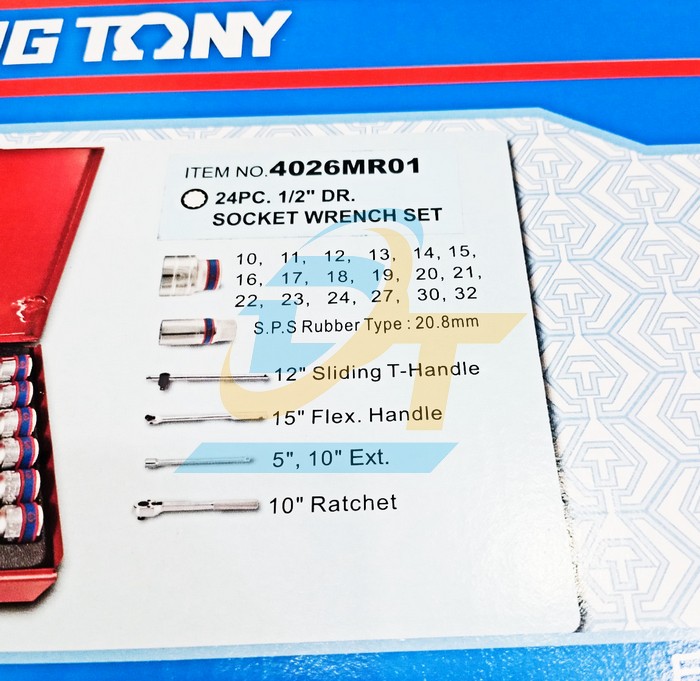 NG TONY
ITEM NO.4026MR01
24PC. 1/2" DR.
SOCKET WRENCH SET
10, 11, 12, 13, 14, 15,
16, 17, 18, 19, 20, 21,
22, 23, 24, 27, 30, 32
S.P.S Rubber Type : 20.8mm
12" Sliding T-Handle
15" Flex. Handle
5", 10" Ext.
10" Ratchet
DT